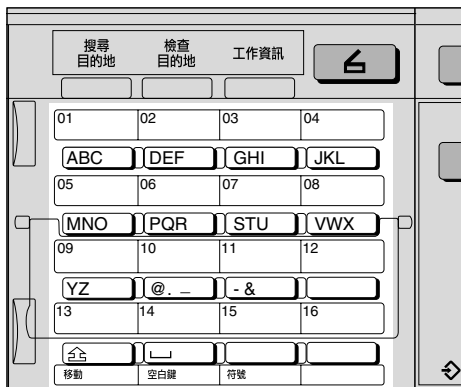 搜尋
目的地
檢查
目的地
工作資訊
01 02 03 04
ABC DEF GHI JKL
05 06 07 08
MNO PQR STU VWX
09 10 11 12
YZ @. _ - &
13 14 15 16
移動 空白鍵 符號